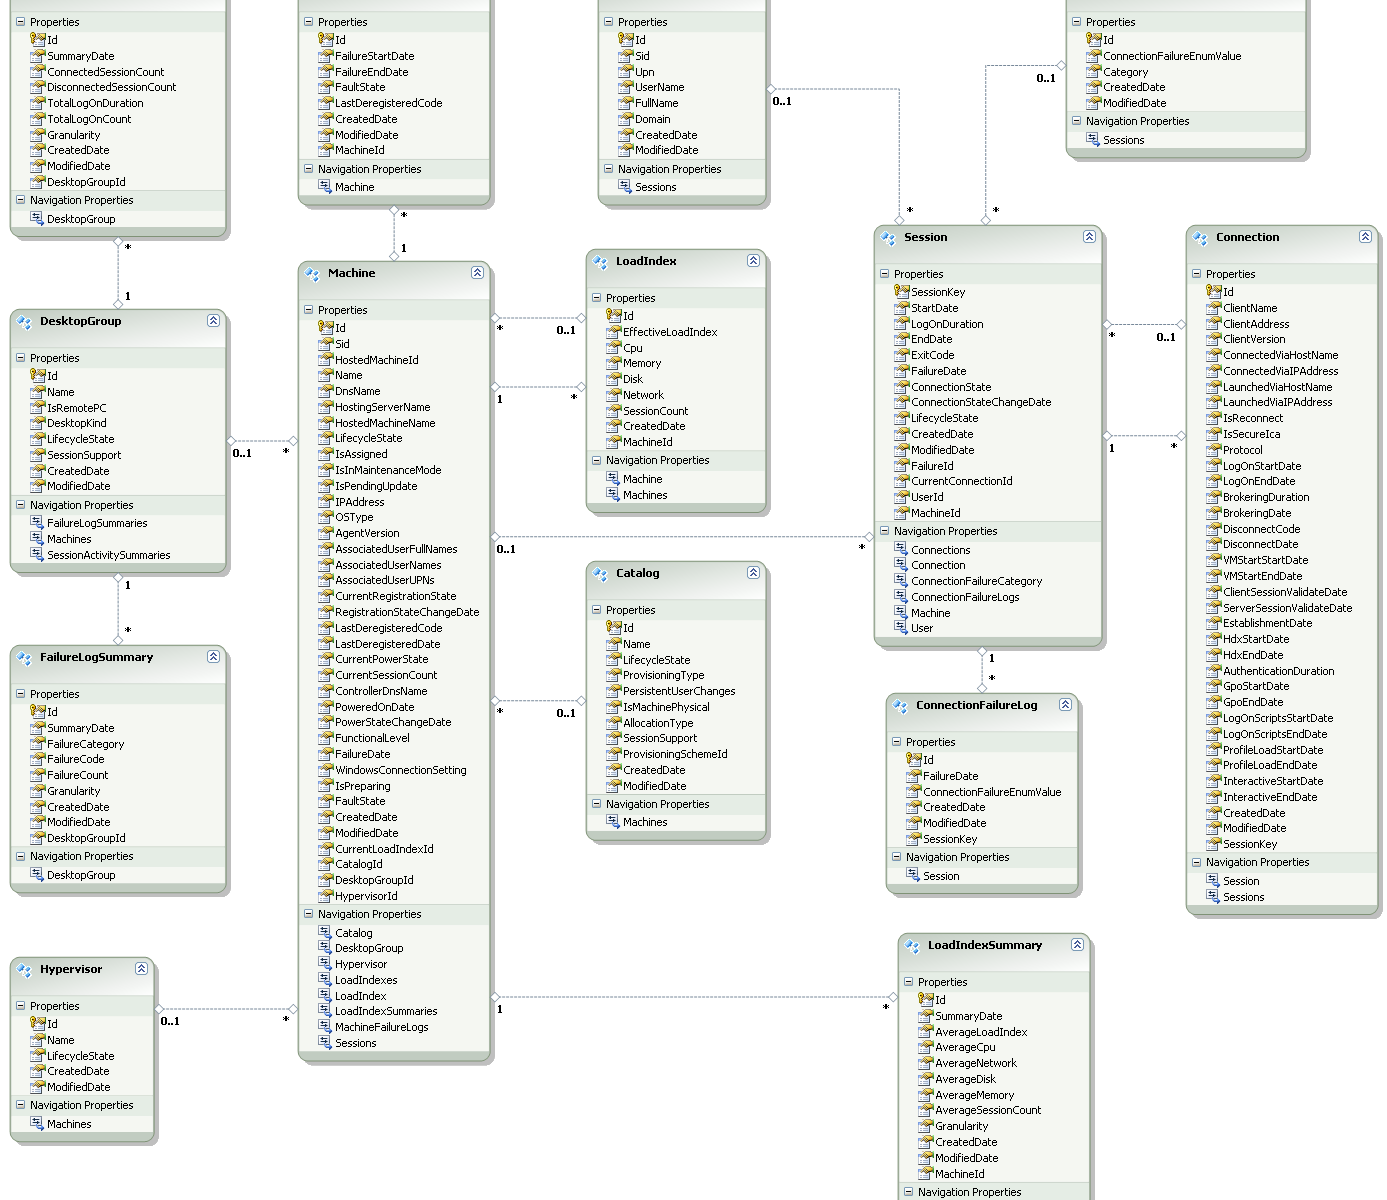 Properties
Id
SummaryDate
ConnectedSessionCount
DisconnectedSessionCount
TotalLogOnDuration
TotalLogOnCount
Granularity
CreatedDate
ModifiedDate
DesktopGroupId
Navigation Properties
DesktopGroup
*
1
Properties
Id
FailureStartDate
FailureEndDate
FaultState
LastDeregisteredCode
CreatedDate
ModifiedDate
MachineId
Navigation Properties
Machine
*
1
Properties
Id
Sid
Upn
UserName
FullName
Domain
CreatedDate
ModifiedDate
Navigation Properties
Sessions
0..1
*
Properties
Id
ConnectionFailureEnumValue
Category
CreatedDate
ModifiedDate
Navigation Properties
Sessions
0..1
*
DesktopGroup
Properties
Id
Name
IsRemotePC
DesktopKind
LifecycleState
SessionSupport
CreatedDate
ModifiedDate
Navigation Properties
FailureLogSummaries
Machines
SessionActivitySummaries
0..1
*
1
*
FailureLogSummary
Properties
Id
SummaryDate
FailureCategory
FailureCode
FailureCount
Granularity
CreatedDate
ModifiedDate
DesktopGroupId
Navigation Properties
DesktopGroup
Hypervisor
Properties
Id
Name
LifecycleState
CreatedDate
ModifiedDate
Navigation Properties
Machines
0..1
*
Machine
Properties
Id
Sid
HostedMachineId
Name
DnsName
HostingServerName
HostedMachineName
LifecycleState
IsAssigned
IsInMaintenanceMode
IsPendingUpdate
IPAddress
OSType
AgentVersion
AssociatedUserFullNames
AssociatedUserNames
AssociatedUserUPNs
CurrentRegistrationState
RegistrationStateChangeDate
LastDeregisteredCode
LastDeregisteredDate
CurrentPowerState
CurrentSessionCount
ControllerDnsName
PoweredOnDate
PowerStateChangeDate
FunctionalLevel
FailureDate
WindowsConnectionSetting
IsPreparing
FaultState
CreatedDate
ModifiedDate
CurrentLoadIndexId
CatalogId
DesktopGroupId
HypervisorId
Navigation Properties
Catalog
DesktopGroup
Hypervisor
LoadIndexes
LoadIndex
LoadIndexSummaries
MachineFailureLogs
Sessions
*
0..1
1
*
0..1
*
*
0..1
1
*
LoadIndex
Properties
Id
EffectiveLoadIndex
Cpu
Memory
Disk
Network
SessionCount
CreatedDate
MachineId
Navigation Properties
Machine
Machines
Catalog
Properties
Id
Name
LifecycleState
ProvisioningType
PersistentUserChanges
IsMachinePhysical
AllocationType
SessionSupport
ProvisioningSchemeId
CreatedDate
ModifiedDate
Navigation Properties
Machines
Session
Properties
SessionKey
StartDate
LogOnDuration
EndDate
ExitCode
FailureDate
ConnectionState
ConnectionStateChangeDate
LifecycleState
CreatedDate
ModifiedDate
FailureId
CurrentConnectionId
UserId
MachineId
Navigation Properties
Connections
Connection
ConnectionFailureCategory
ConnectionFailureLogs
Machine
User
*
0..1
1
*
1
*
ConnectionFailureLog
Properties
Id
FailureDate
ConnectionFailureEnumValue
CreatedDate
ModifiedDate
SessionKey
Navigation Properties
Session
LoadIndexSummary
Properties
Id
SummaryDate
AverageLoadIndex
AverageCpu
AverageNetwork
AverageDisk
AverageMemory
AverageSessionCount
Granularity
CreatedDate
ModifiedDate
MachineId
Navigation Properties
Connection
Properties
Id
ClientName
ClientAddress
ClientVersion
ConnectedViaHostName
ConnectedViaIPAddress
LaunchedViaHostName
LaunchedViaIPAddress
IsReconnect
IsSecureIca
Protocol
LogOnStartDate
LogOnEndDate
BrokeringDuration
BrokeringDate
DisconnectCode
DisconnectDate
VMStartStartDate
VMStartEndDate
ClientSessionValidateDate
ServerSessionValidateDate
EstablishmentDate
HdxStartDate
HdxEndDate
AuthenticationDuration
GpoStartDate
GpoEndDate
LogOnScriptsStartDate
LogOnScriptsEndDate
ProfileLoadStartDate
ProfileLoadEndDate
InteractiveStartDate
InteractiveEndDate
CreatedDate
ModifiedDate
SessionKey
Navigation Properties
Session
Sessions